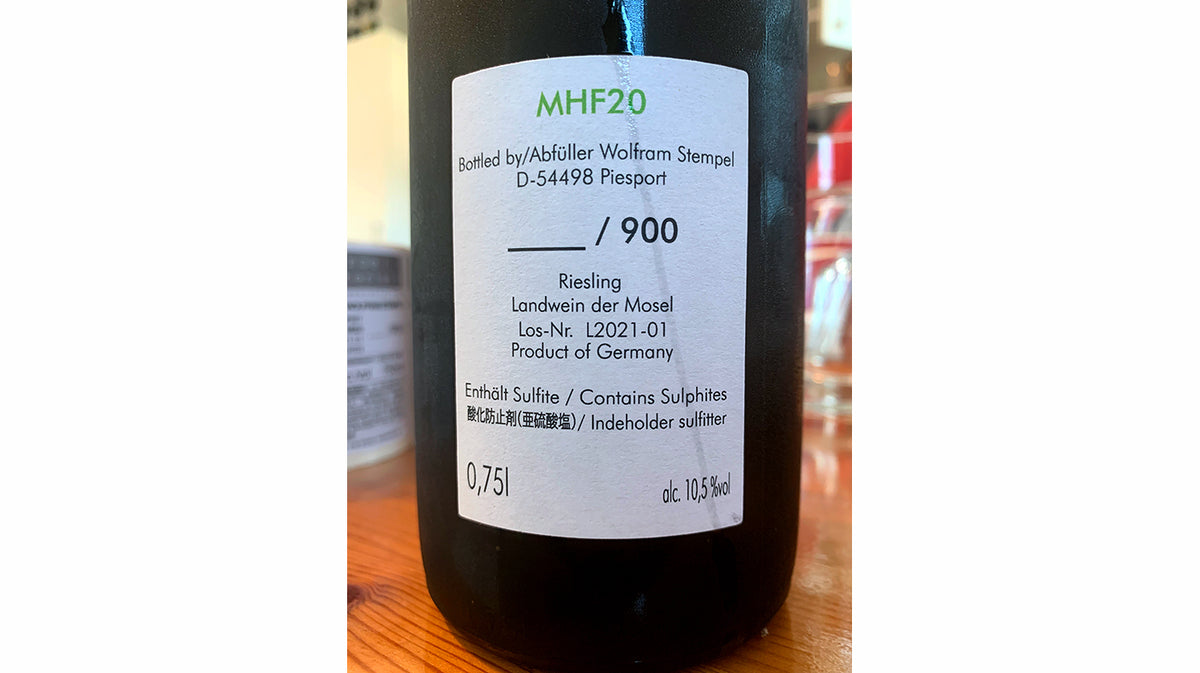 MHF20
Bottled by/Abfüller Wolfram Stempel
D-54498 Piesport
_____ / 900
Riesling
Landwein der Mosel
Los-Nr. L2021-01
Product of Germany
Enthält Sulfite / Contains Sulphites
酸化防止剤(亜硫酸塩)/ Indeholder sulfitter
0,75l
alc. 10,5 %vol